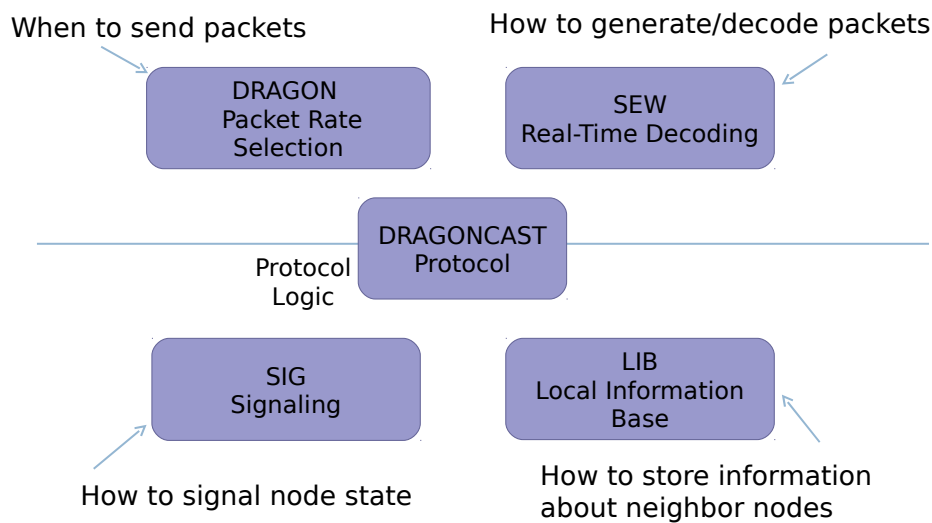 When to send packets
How to generate/decode packets
DRAGON
Packet Rate
Selection
SEW
Real-Time Decoding
DRAGONCAST
Protocol
Protocol
Logic
SIG
Signaling
LIB
Local Information
Base
How to signal node state
How to store information
about neighbor nodes